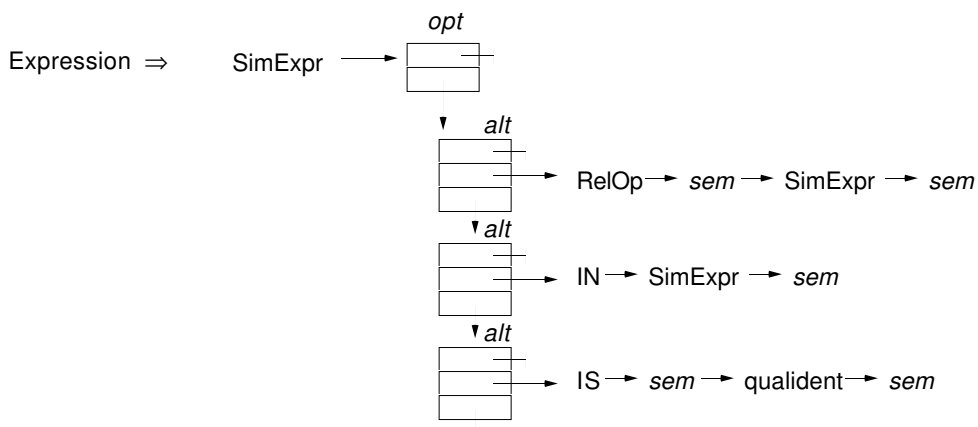 opt
Expression ⇒ SimExpr
alt
RelOp sem SimExpr sem
alt
IN SimExpr sem
alt
IS sem qualident sem